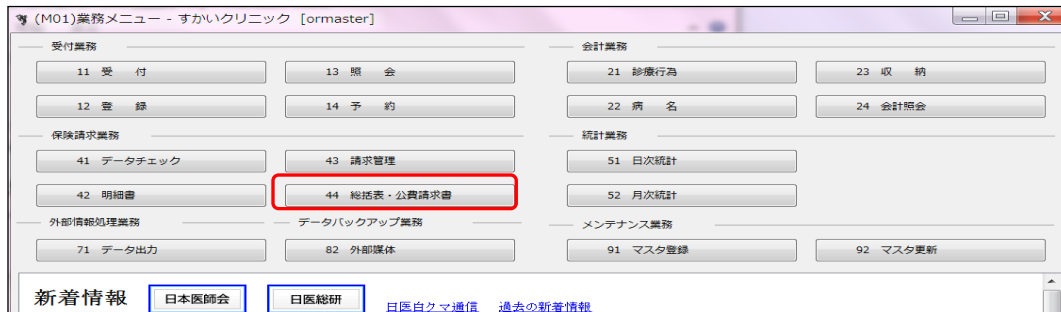 (M01)業務メニュー - すかいクリニック [ormaster]
受付業務 会計業務
11 受 付 13 照 会 21 診療行為 23 収 納
12 登 録 14 予 約 22 病 名 24 会計照会
保険請求業務 統計業務
41 データチェック 43 請求管理 51 日次統計
42 明細書 44 総括表・公費請求書 52 月次統計
外部情報処理業務 データバックアップ業務 メンテナンス業務
71 データ出力 82 外部媒体 91 マスタ登録 92 マスタ更新
新着情報 日本医師会 日医総研 日医白クマ通信 過去の新着情報